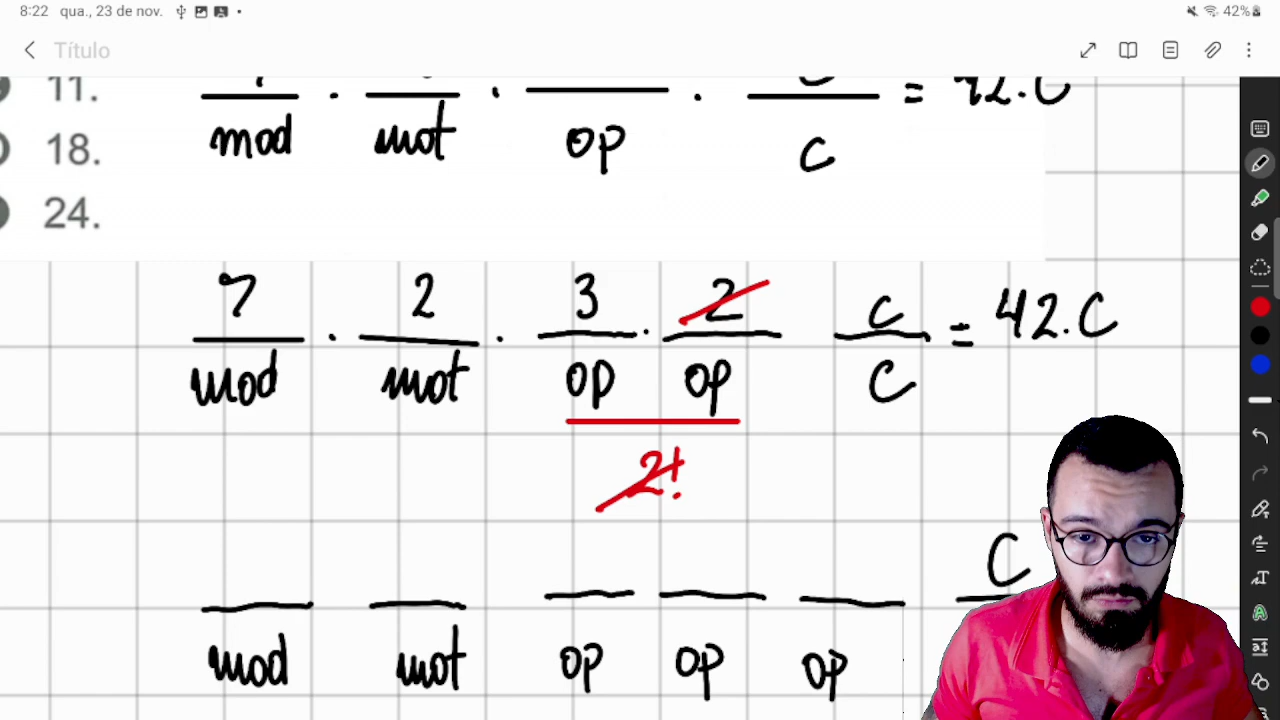 8:22 qua., 23 de nov. 42%
Título
11.
= 42.C
mod mot op C
18.
24.
7 · 2 · 3 · 2 C = 42.C
mod mot op op C
2!
C
mod mot op op op